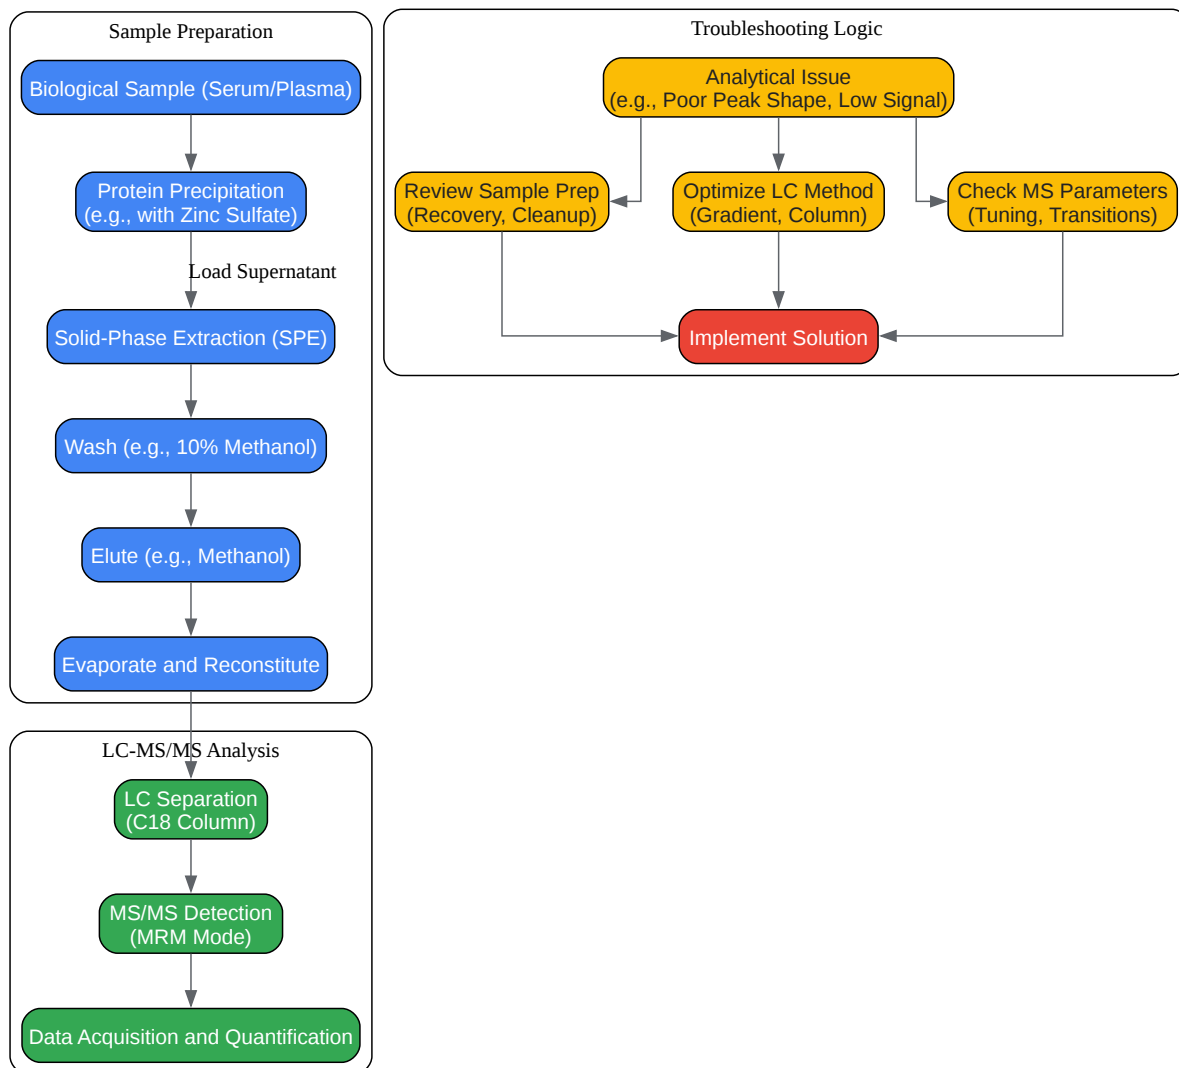 Sample Preparation
Biological Sample (Serum/Plasma)
Protein Precipitation
(e.g., with Zinc Sulfate)
Load Supernatant
Solid-Phase Extraction (SPE)
Wash (e.g., 10% Methanol)
Elute (e.g., Methanol)
Evaporate and Reconstitute
LC-MS/MS Analysis
LC Separation
(C18 Column)
MS/MS Detection
(MRM Mode)
Data Acquisition and Quantification
Troubleshooting Logic
Analytical Issue
(e.g., Poor Peak Shape, Low Signal)
Review Sample Prep
(Recovery, Cleanup)
Optimize LC Method
(Gradient, Column)
Check MS Parameters
(Tuning, Transitions)
Implement Solution